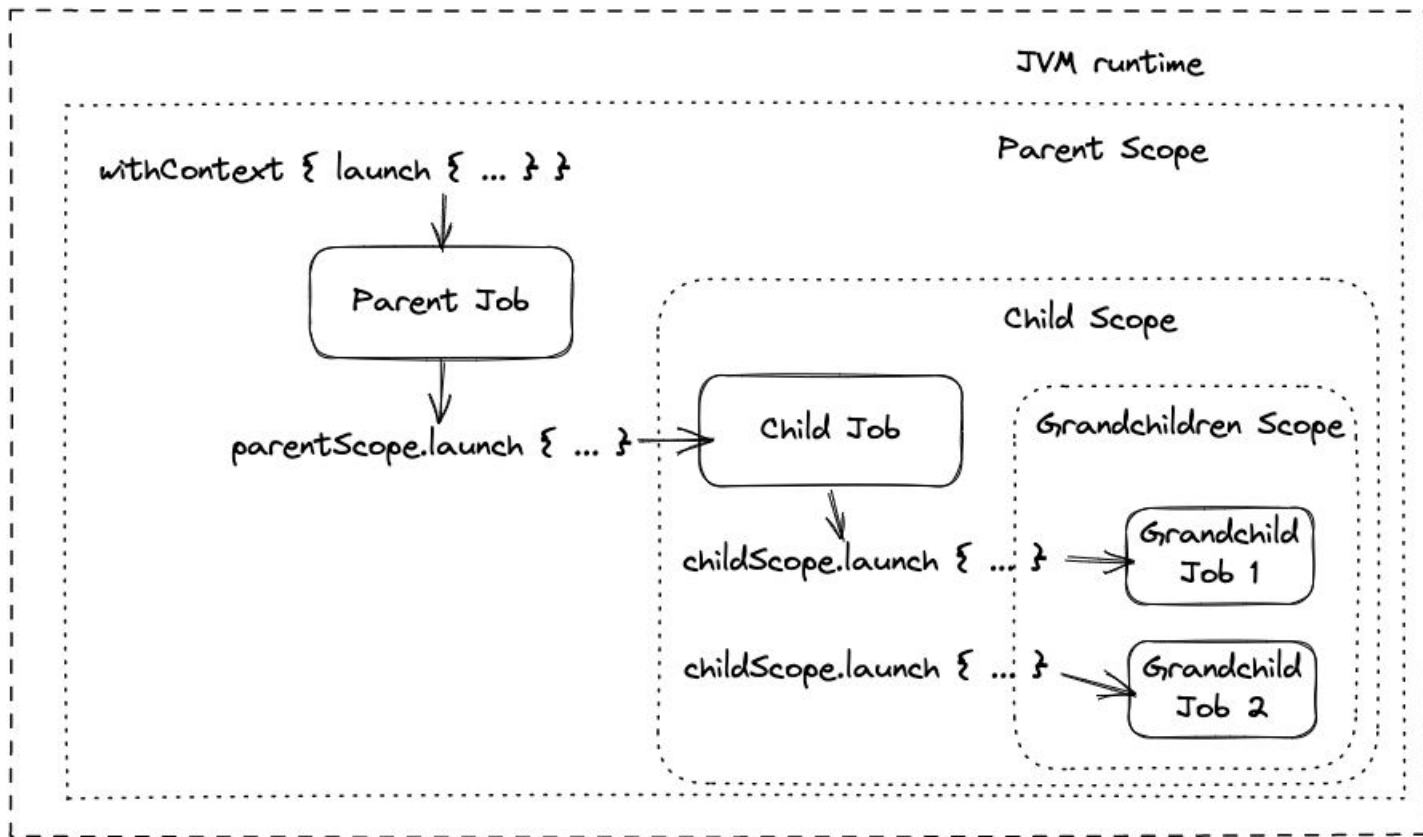 JVM runtime
Parent Scope
withContext { launch { ... } }
Parent Job
Child Scope
parentScope.launch { ... }
Child Job
Grandchildren Scope
childScope.launch { ... }
Grandchild
Job 1
childScope.launch { ... }
Grandchild
Job 2